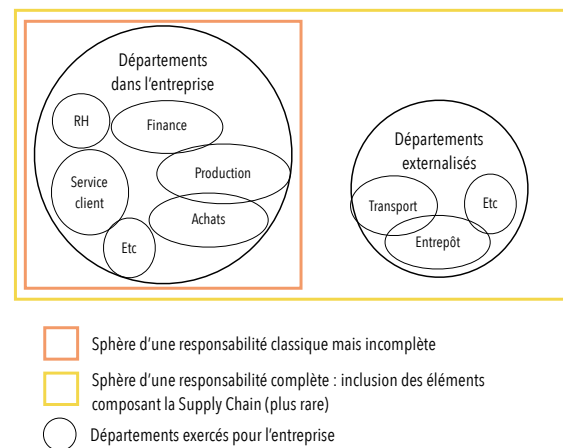 Départements
dans l'entreprise
RH
Finance
Production
Service
client
Achats
Etc
Départements
externalisés
Transport
Etc
Entrepôt
Sphère d'une responsabilité classique mais incomplète
Sphère d'une responsabilité complète : inclusion des éléments
composant la Supply Chain (plus rare)
Départements exercés pour l'entreprise